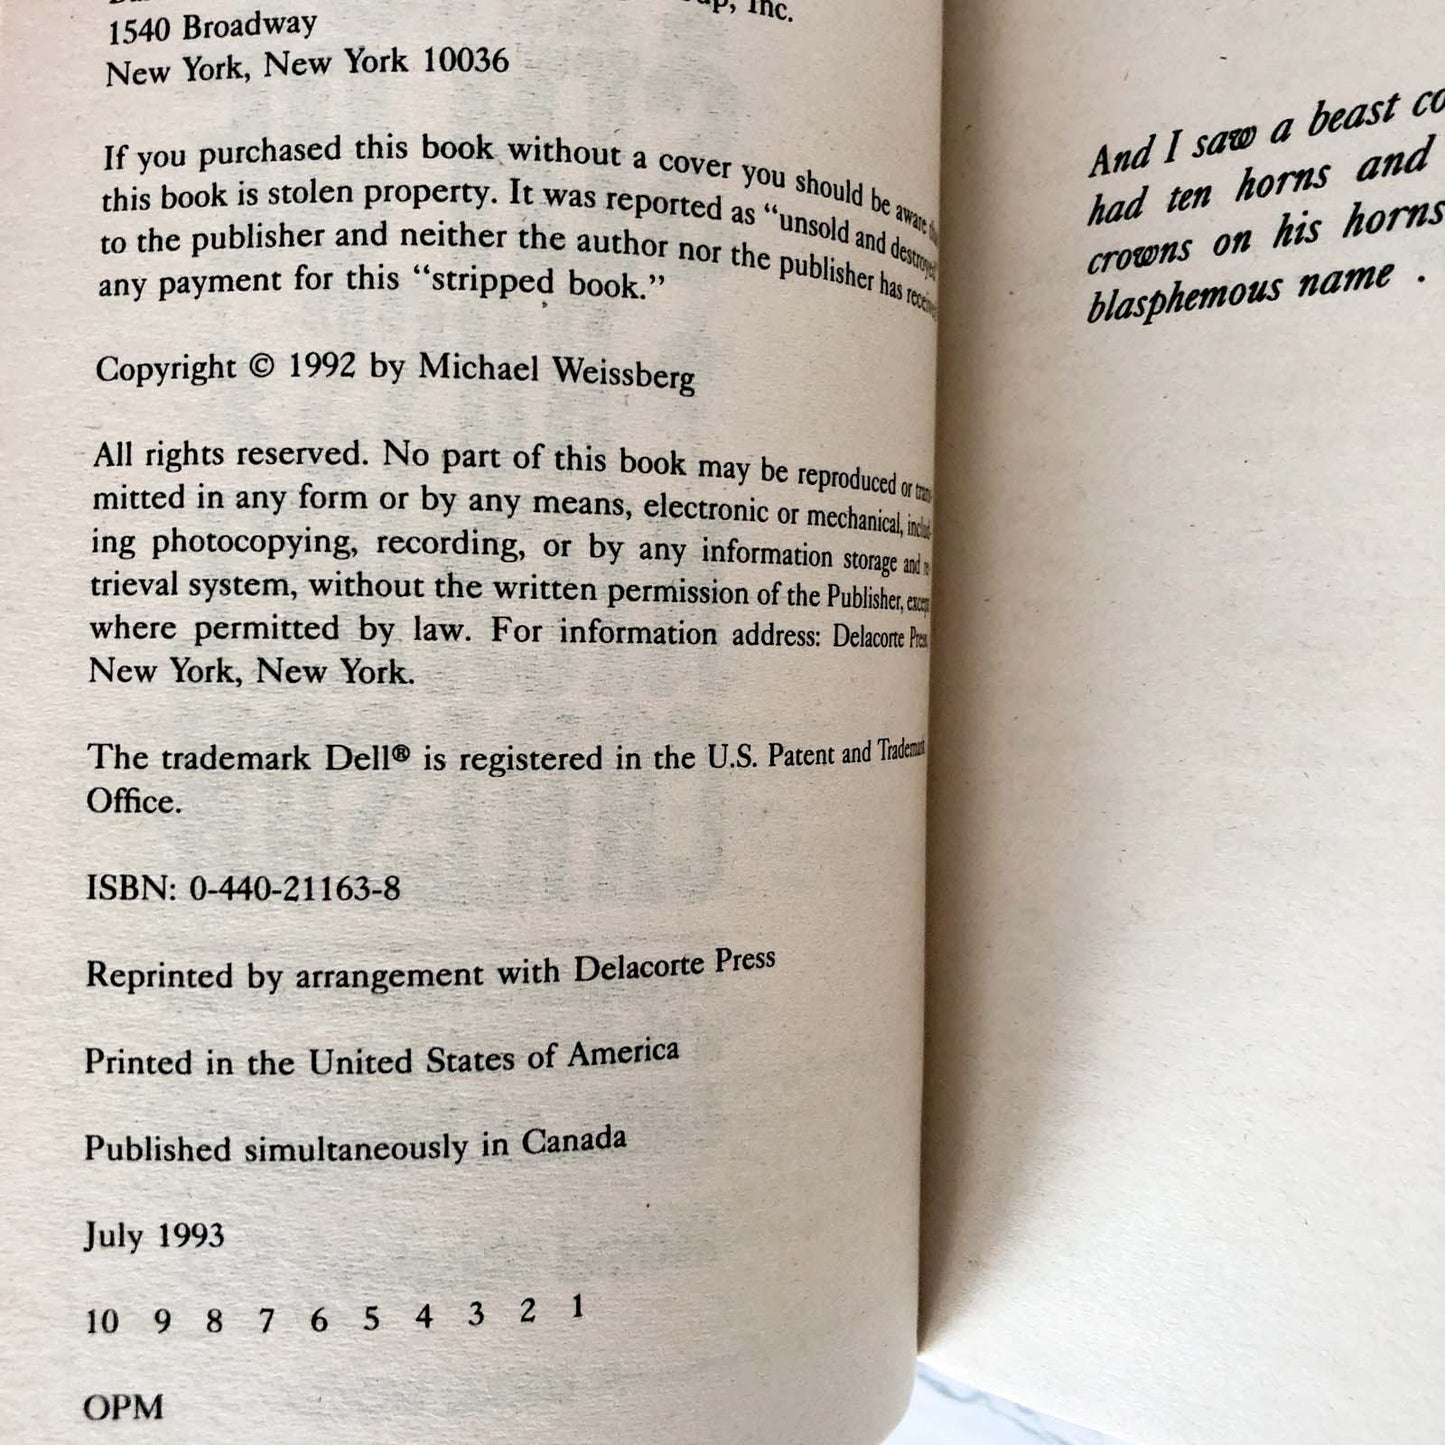 Inc.
1540 Broadway
New York, New York 10036
If you purchased this book without a cover you should be aware
this book is stolen property. It was reported as “unsold and destroyed
to the publisher and neither the author nor the publisher has received
any payment for this “stripped book.”
Copyright © 1992 by Michael Weissberg
All rights reserved. No part of this book may be reproduced or trans-
mitted in any form or by any means, electronic or mechanical, includ-
ing photocopying, recording, or by any information storage and re
trieval system, without the written permission of the Publisher, except
where permitted by law. For information address: Delacorte Press,
New York, New York.
The trademark Dell® is registered in the U.S. Patent and Trademark
Office.
ISBN: 0-440-21163-8
Reprinted by arrangement with Delacorte Press
Printed in the United States of America
Published simultaneously in Canada
July 1993
10 9 8 7 6 5 4 3 2 1
OPM
And I saw a beast co
had ten horns and
crowns on his horns
blasphemous name .